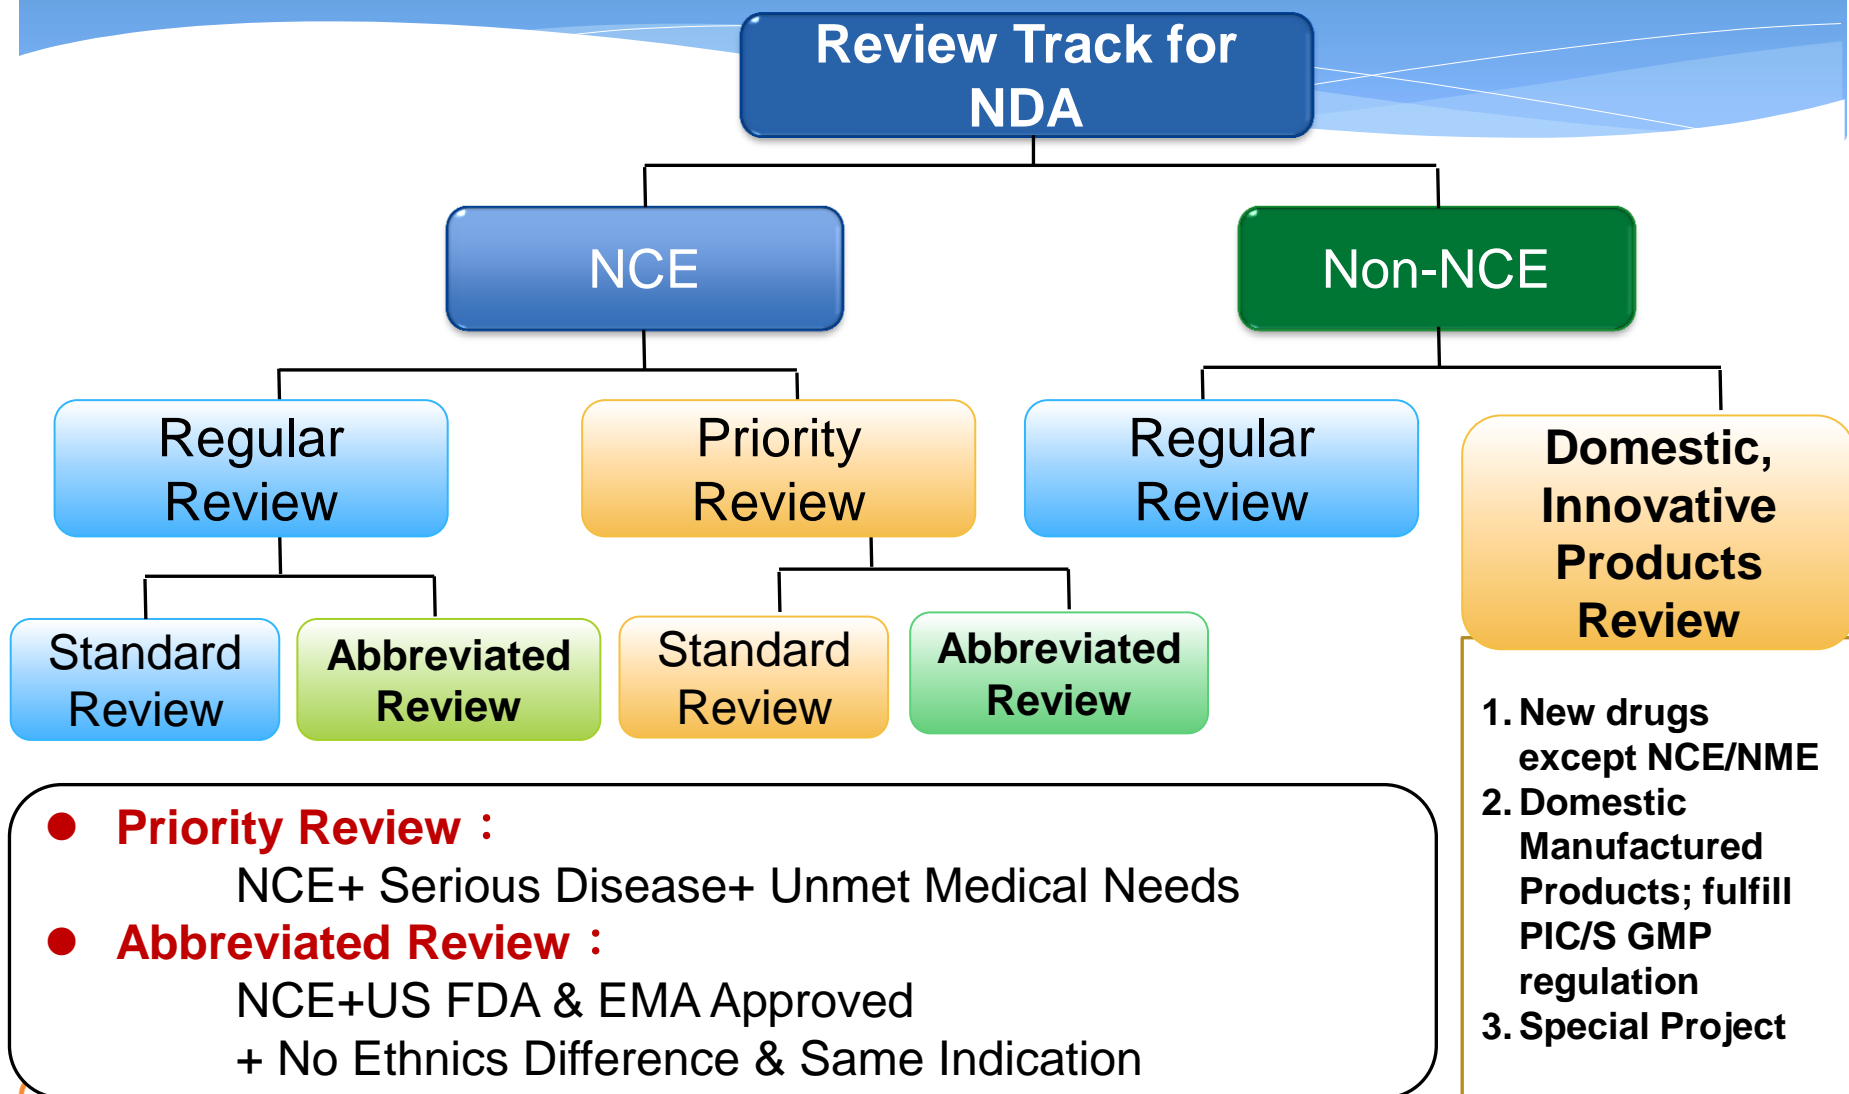 Review Track for
NDA
NCE
Non-NCE
Regular
Review
Priority
Review
Regular
Review
Domestic,
Innovative
Products
Review
Standard
Review
Abbreviated
Review
Standard
Review
Abbreviated
Review
● Priority Review：
NCE+ Serious Disease+ Unmet Medical Needs
● Abbreviated Review：
NCE+US FDA & EMA Approved
+ No Ethnics Difference & Same Indication
1. New drugs
except NCE/NME
2. Domestic
Manufactured
Products; fulfill
PIC/S GMP
regulation
3. Special Project